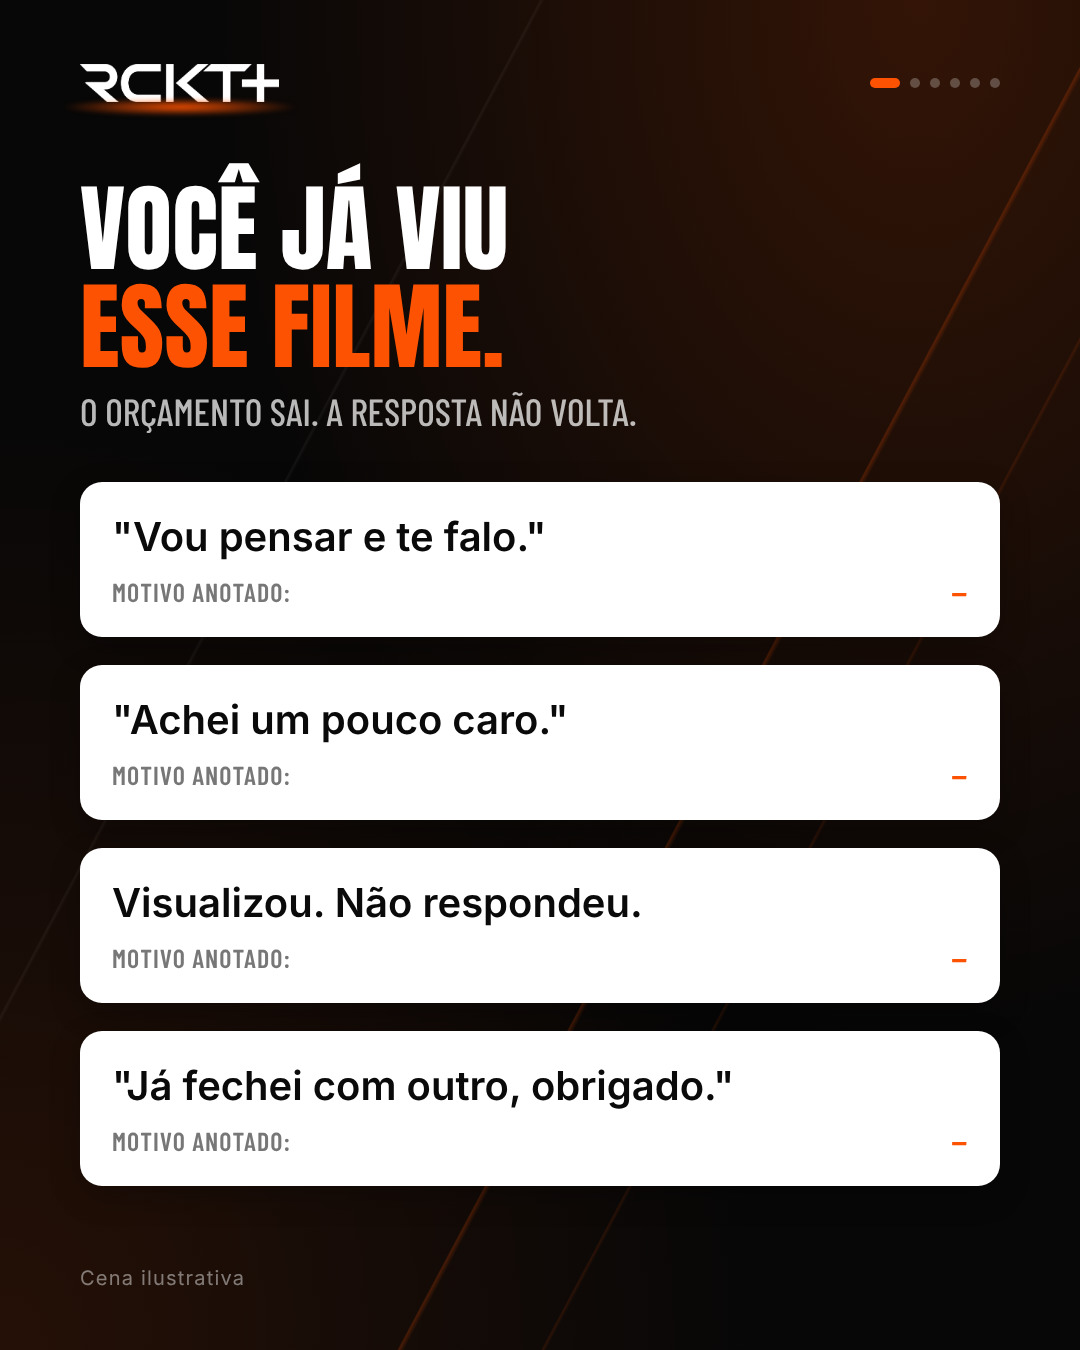 RCKT+
VOCÊ JÁ VIU
ESSE FILME.
O ORÇAMENTO SAI. A RESPOSTA NÃO VOLTA.
"Vou pensar e te falo."
MOTIVO ANOTADO: –
"Achei um pouco caro."
MOTIVO ANOTADO: –
Visualizou. Não respondeu.
MOTIVO ANOTADO: –
"Já fechei com outro, obrigado."
MOTIVO ANOTADO: –
Cena ilustrativa